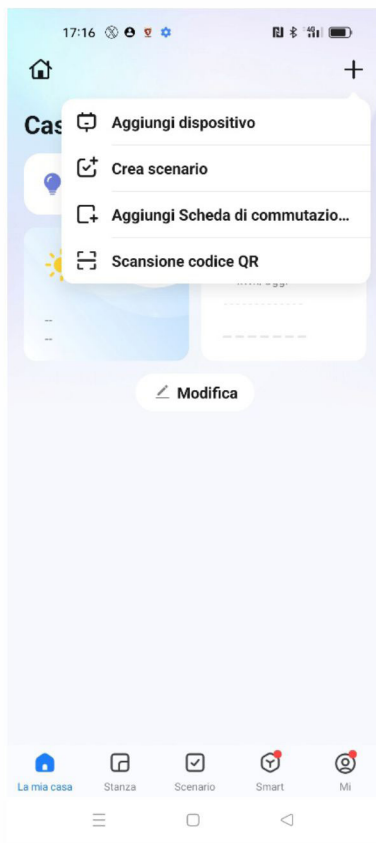 17:16
4G
Cas
Aggiungi dispositivo
Crea scenario
Aggiungi Scheda di commutazio...
Scansione codice QR
--
--
Modifica
La mia casa
Stanza
Scenario
Smart
Mi